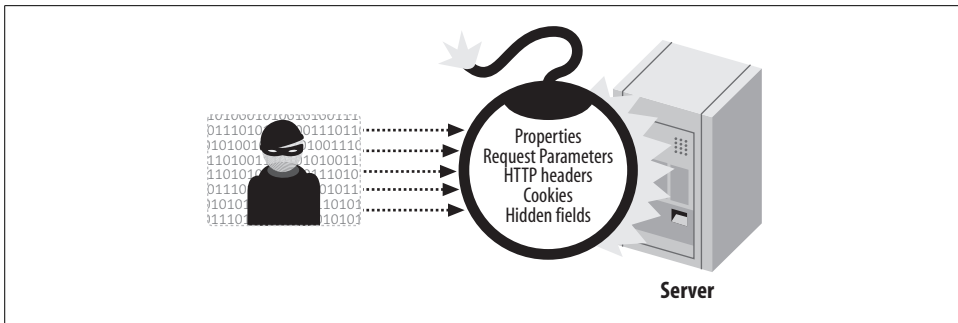 Properties
Request Parameters
HTTP headers
Cookies
Hidden fields
Server